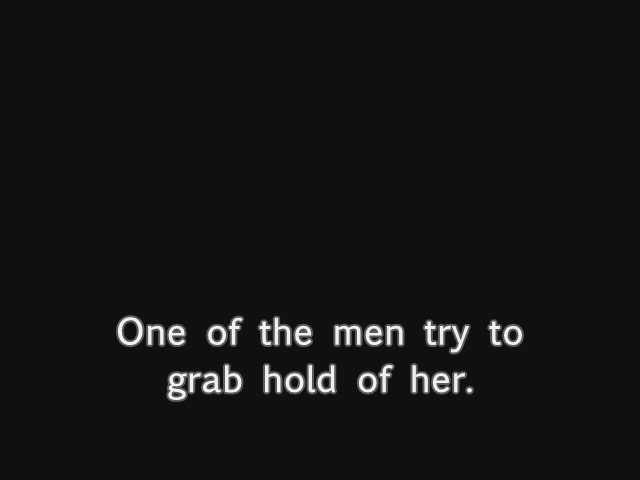 One of the men try to
grab hold of her.